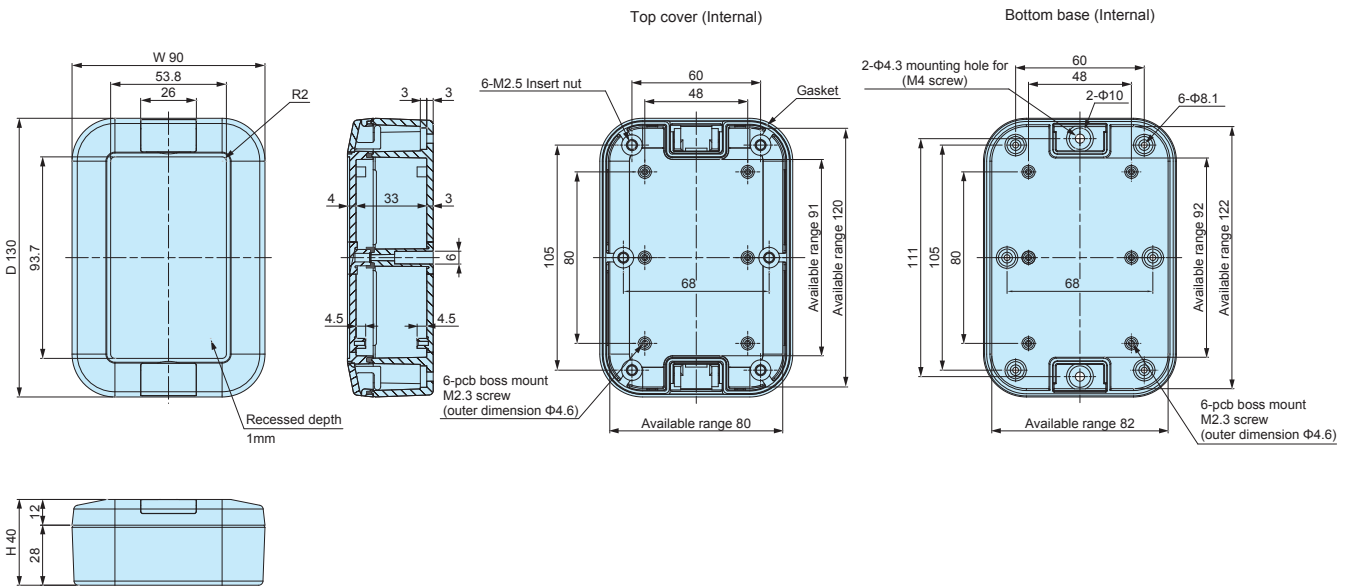 Top cover (Internal)
Bottom base (Internal)
W 90
53.8
26
R2
D 130
93.7
Recessed depth
1mm
3
3
4
33
3
6
4.5
4.5
6-M2.5 Insert nut
60
48
Gasket
105
80
68
Available range 91
Available range 120
6-pcb boss mount
M2.3 screw
(outer dimension Φ4.6)
Available range 80
2-Φ4.3 mounting hole for
(M4 screw)
60
48
2-Φ10
6-Φ8.1
111
105
80
68
Available range 92
Available range 122
Available range 82
6-pcb boss mount
M2.3 screw
(outer dimension Φ4.6)
H 40
12
28